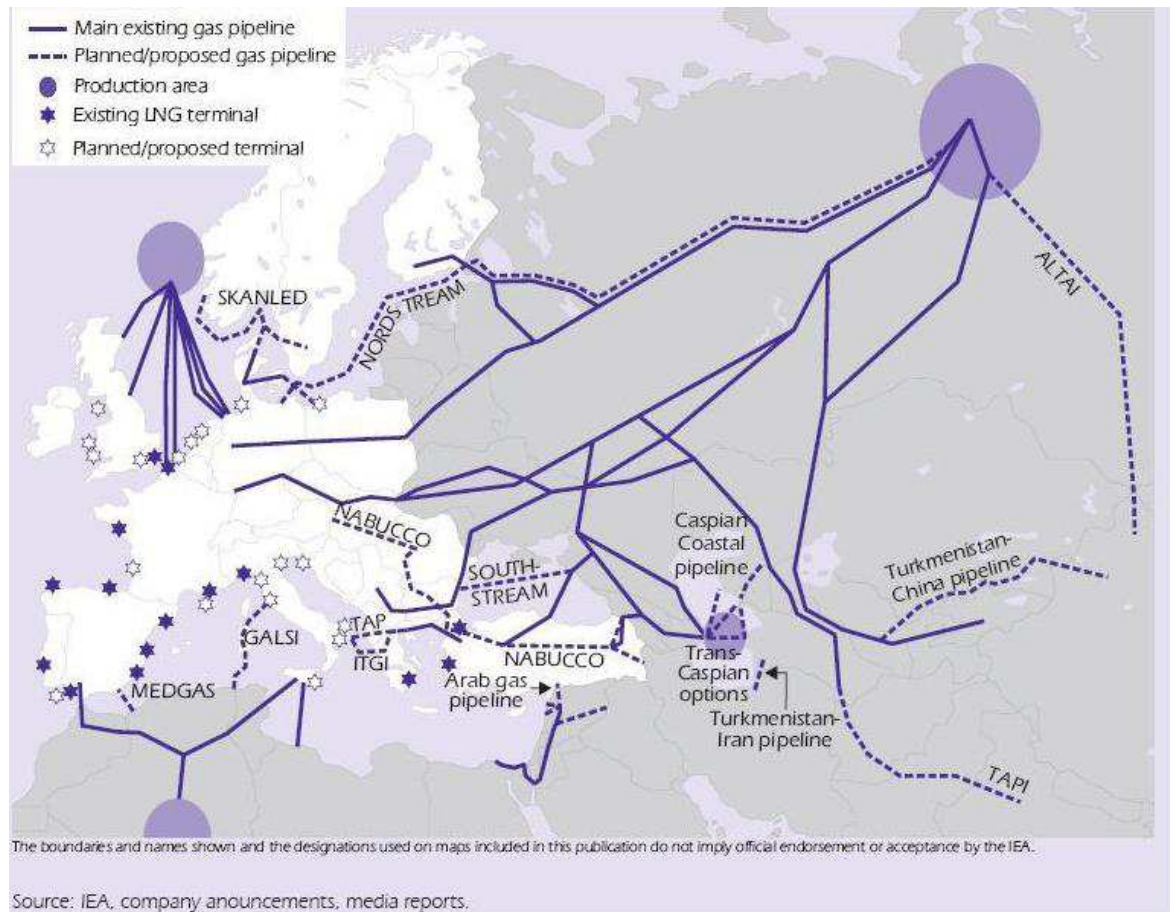 Main existing gas pipeline
Planned/proposed gas pipeline
Production area
Existing LNG terminal
Planned/proposed terminal
SKANLED
NORDS TREAM
ALTAI
NABUCCO
Caspian
Coastal
pipeline
SOUTH-
STREAM
Turkmenistan-
China pipeline
TAP
GALSI
ITGI
NABUCCO
Trans-
Caspian
options
MEDGAS
Arab gas
pipeline
Turkmenistan-
Iran pipeline
TAPI
The boundaries and names shown and the designations used on maps included in this publication do not imply official endorsement or acceptance by the IEA.
Source: IEA, company anouncements, media reports.